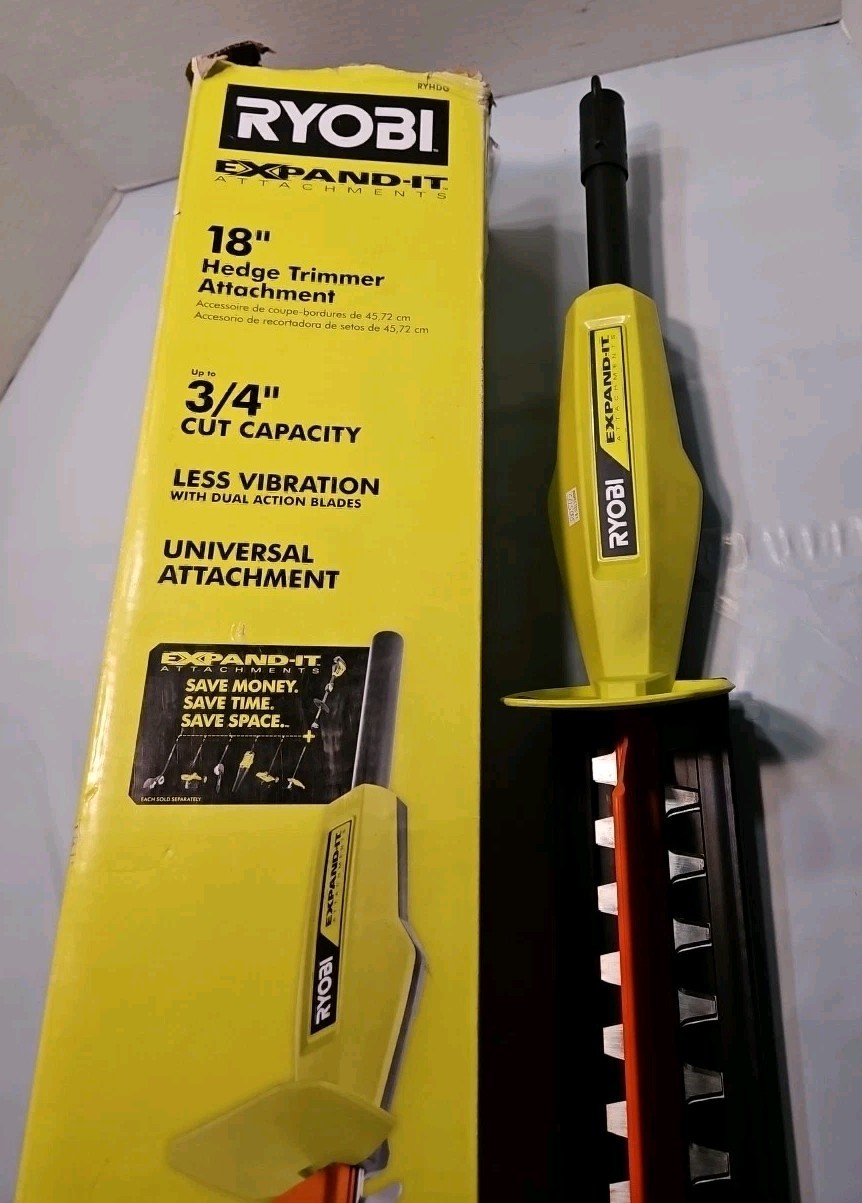 RYHDG
RYOBI
EXPAND-IT™
ATTACHMENTS
18"
Hedge Trimmer
Attachment
Accessoire de coupe-bordures de 45,72 cm
Accesorio de recortadora de setos de 45,72 cm
Up to
3/4"
CUT CAPACITY
LESS VIBRATION
WITH DUAL ACTION BLADES
UNIVERSAL
ATTACHMENT
EXPAND-IT
ATTACHMENTS
SAVE MONEY.
SAVE TIME.
SAVE SPACE.™
EACH SOLD SEPARATELY
RYOBI
EXPAND-IT
ATTACHMENTS
RYOBI
EXPAND-IT
ATTACHMENTS